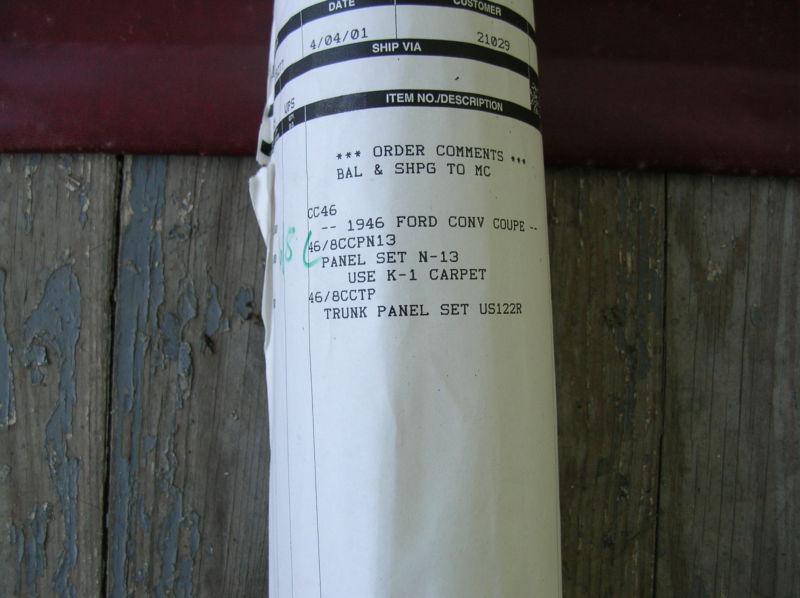 DATE CUSTOMER
4/04/01 21029
SHIP VIA
UPS
ITEM NO./DESCRIPTION
*** ORDER COMMENTS ***
BAL & SHPG TO MC
CC46
-- 1946 FORD CONV COUPE --
46/8CCPN13
PANEL SET N-13
USE K-1 CARPET
46/8CCTP
TRUNK PANEL SET US122R